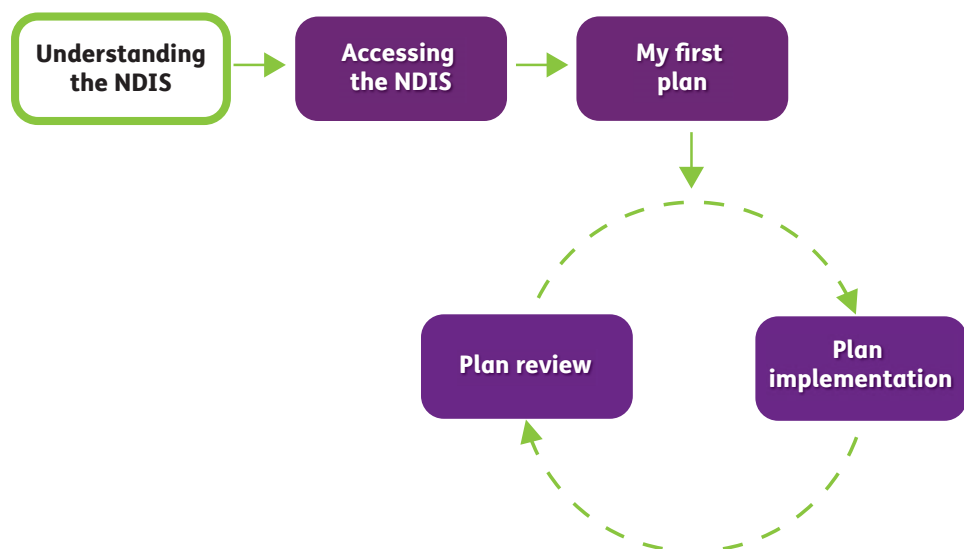 Understanding
the NDIS
Accessing
the NDIS
My first
plan
Plan review
Plan
implementation